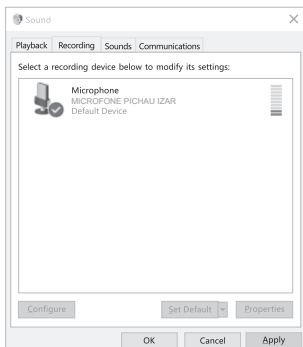 Sound
Playback Recording Sounds Communications
Select a recording device below to modify its settings:
Microphone
MICROFONE PICHAU IZAR
Default Device
Configure Set Default Properties
OK Cancel Apply